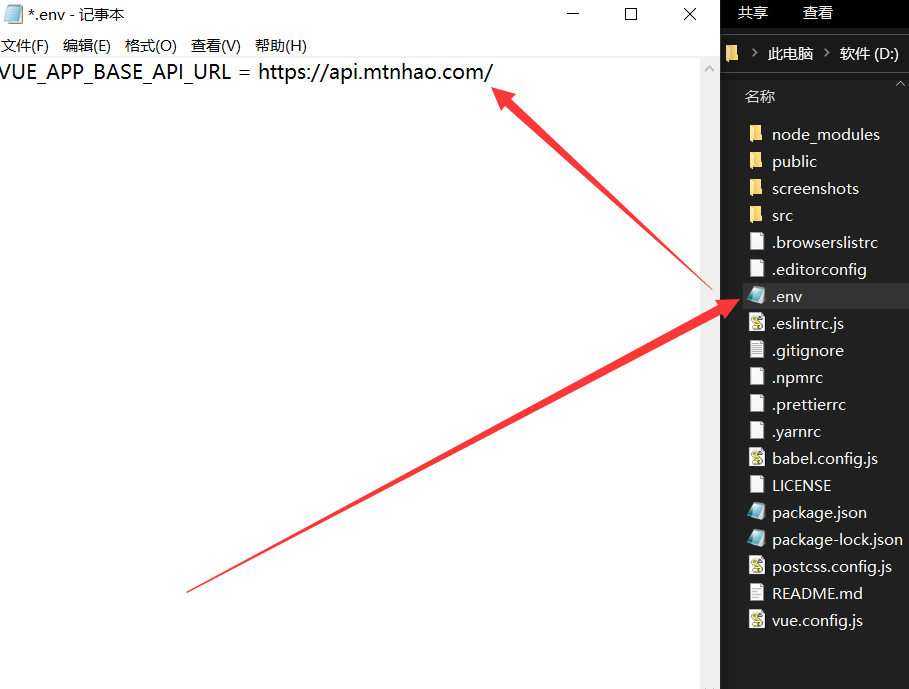 *.env - 记事本
文件(F) 编辑(E) 格式(O) 查看(V) 帮助(H)
VUE_APP_BASE_API_URL = https://api.mtnhao.com/
共享 查看
此电脑 软件 (D:)
名称
node_modules
public
screenshots
src
.browserslistrc
.editorconfig
.env
.eslintrc.js
.gitignore
.npmrc
.prettierrc
.yarnrc
babel.config.js
LICENSE
package.json
package-lock.json
postcss.config.js
README.md
vue.config.js